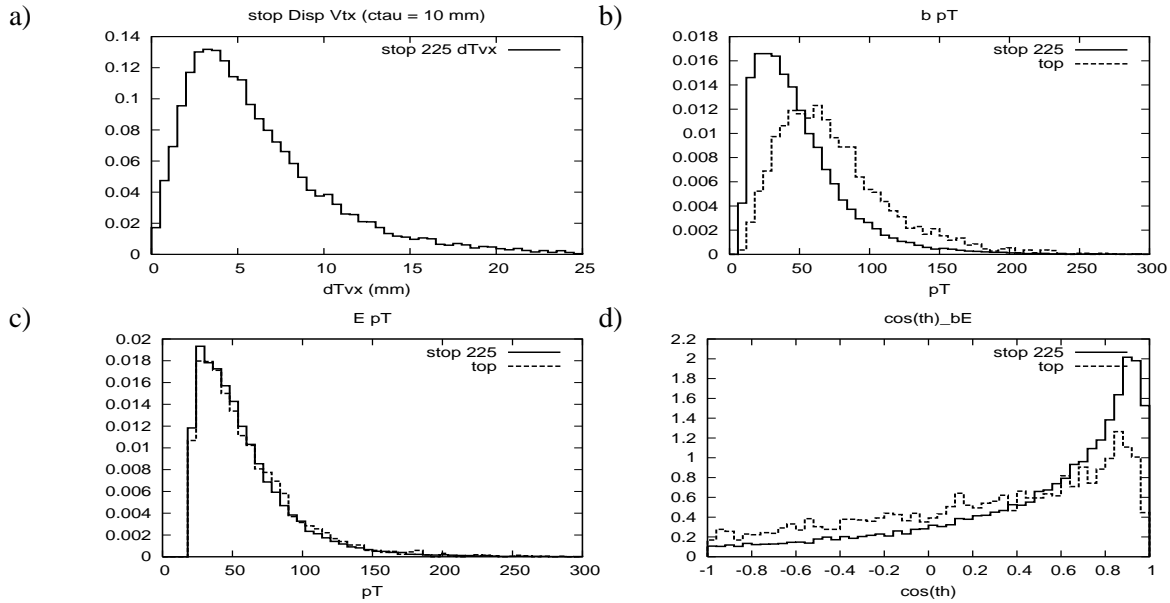 a)
stop Disp Vtx (ctau = 10 mm)
stop 225 dTvx
0.14
0.12
0.1
0.08
0.06
0.04
0.02
0
0 5 10 15 20 25
dTvx (mm)
b)
b pT
stop 225
top
0.018
0.016
0.014
0.012
0.01
0.008
0.006
0.004
0.002
0
0 50 100 150 200 250 300
pT
c)
E pT
stop 225
top
0.02
0.018
0.016
0.014
0.012
0.01
0.008
0.006
0.004
0.002
0
0 50 100 150 200 250 300
pT
d)
cos(th)_bE
stop 225
top
2.2
2
1.8
1.6
1.4
1.2
1
0.8
0.6
0.4
0.2
0
-1 -0.8 -0.6 -0.4 -0.2 0 0.2 0.4 0.6 0.8 1
cos(th)